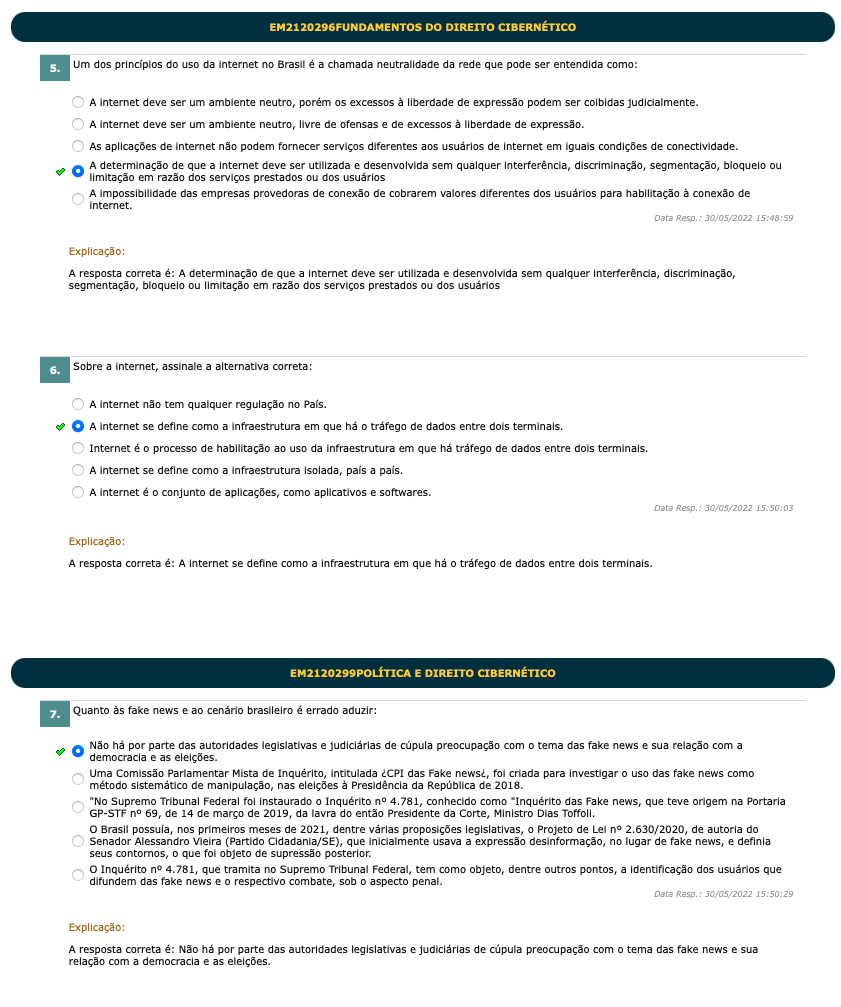 EM2120296FUNDAMENTOS DO DIREITO CIBERNÉTICO
5. Um dos princípios do uso da internet no Brasil é a chamada neutralidade da rede que pode ser entendida como:
A internet deve ser um ambiente neutro, porém os excessos à liberdade de expressão podem ser coibidas judicialmente.
A internet deve ser um ambiente neutro, livre de ofensas e de excessos à liberdade de expressão.
As aplicações de internet não podem fornecer serviços diferentes aos usuários de internet em iguais condições de conectividade.
A determinação de que a internet deve ser utilizada e desenvolvida sem qualquer interferência, discriminação, segmentação, bloqueio ou
limitação em razão dos serviços prestados ou dos usuários
A impossibilidade das empresas provedoras de conexão de cobrarem valores diferentes dos usuários para habilitação à conexão de
internet.
Data Resp.: 30/05/2022 15:48:59
Explicação:
A resposta correta é: A determinação de que a internet deve ser utilizada e desenvolvida sem qualquer interferência, discriminação,
segmentação, bloqueio ou limitação em razão dos serviços prestados ou dos usuários
6. Sobre a internet, assinale a alternativa correta:
A internet não tem qualquer regulação no País.
A internet se define como a infraestrutura em que há o tráfego de dados entre dois terminais.
Internet é o processo de habilitação ao uso da infraestrutura em que há tráfego de dados entre dois terminais.
A internet se define como a infraestrutura isolada, país a país.
A internet é o conjunto de aplicações, como aplicativos e softwares.
Data Resp.: 30/05/2022 15:50:03
Explicação:
A resposta correta é: A internet se define como a infraestrutura em que há o tráfego de dados entre dois terminais.
EM2120299POLÍTICA E DIREITO CIBERNÉTICO
7. Quanto às fake news e ao cenário brasileiro é errado aduzir:
Não há por parte das autoridades legislativas e judiciárias de cúpula preocupação com o tema das fake news e sua relação com a
democracia e as eleições.
Uma Comissão Parlamentar Mista de Inquérito, intitulada ¿CPI das Fake news¿, foi criada para investigar o uso das fake news como
método sistemático de manipulação, nas eleições à Presidência da República de 2018.
"No Supremo Tribunal Federal foi instaurado o Inquérito nº 4.781, conhecido como "Inquérito das Fake news, que teve origem na Portaria
GP-STF nº 69, de 14 de março de 2019, da lavra do então Presidente da Corte, Ministro Dias Toffoli.
O Brasil possuía, nos primeiros meses de 2021, dentre várias proposições legislativas, o Projeto de Lei nº 2.630/2020, de autoria do
Senador Alessandro Vieira (Partido Cidadania/SE), que inicialmente usava a expressão desinformação, no lugar de fake news, e definia
seus contornos, o que foi objeto de supressão posterior.
O Inquérito nº 4.781, que tramita no Supremo Tribunal Federal, tem como objeto, dentre outros pontos, a identificação dos usuários que
difundem das fake news e o respectivo combate, sob o aspecto penal.
Data Resp.: 30/05/2022 15:50:29
Explicação:
A resposta correta é: Não há por parte das autoridades legislativas e judiciárias de cúpula preocupação com o tema das fake news e sua
relação com a democracia e as eleições.